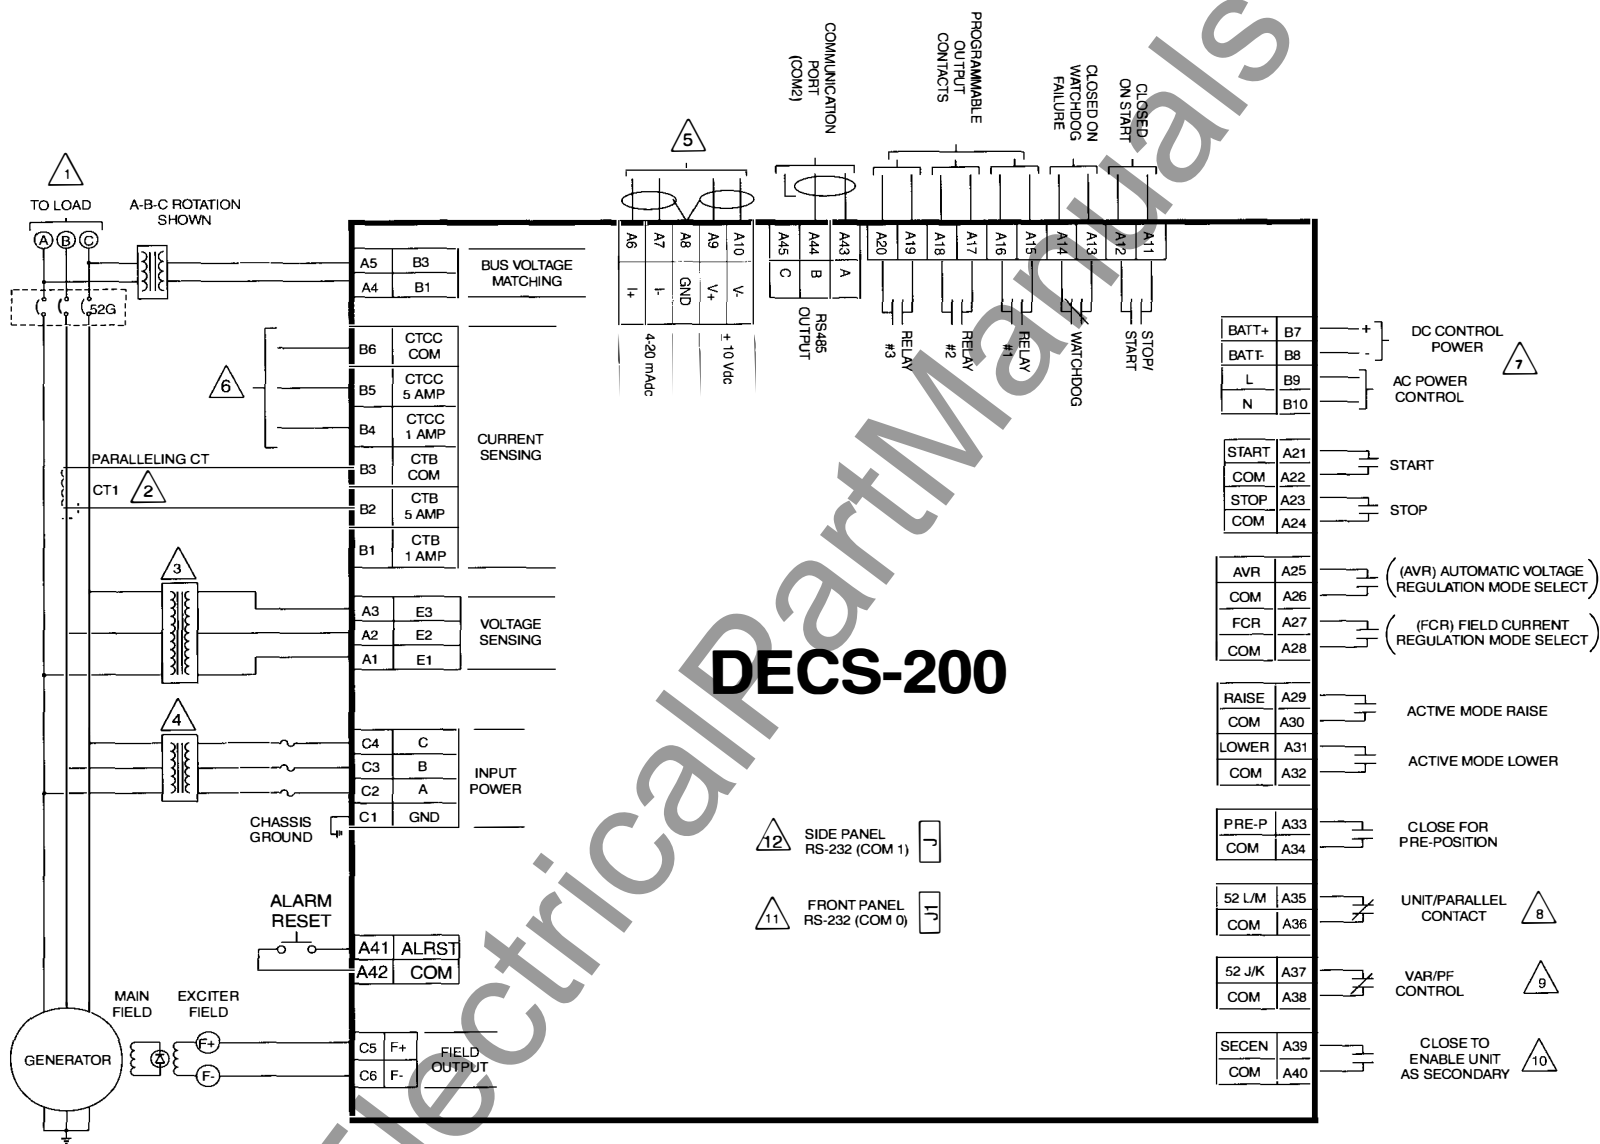 COMMUNICATION
PORT
(COM2)
PROGRAMMABLE
OUTPUT
CONTACTS
CLOSED ON
WATCHDOG
FAILURE
CLOSED
ON START
1
TO LOAD
A-B-C ROTATION
SHOWN
A B C
52G
5
A6 A7 A8 A9 A10
I+ I- GND V+ V-
4-20 mAdc
± 10 Vdc
A45 A44 A43
C B A
RS485
OUTPUT
A20 A19 A18 A17 A16 A15 A14 A13 A12 A11
RELAY
#3
RELAY
#2
RELAY
#1
WATCHDOG
STOP/
START
A5 B3
A4 B1
BUS VOLTAGE
MATCHING
6
B6 CTCC
COM
B5 CTCC
5 AMP
B4 CTCC
1 AMP
B3 CTB
COM
B2 CTB
5 AMP
B1 CTB
1 AMP
CURRENT
SENSING
PARALLELING CT
CT1 2
3
A3 E3
A2 E2
A1 E1
VOLTAGE
SENSING
4
C4 C
C3 B
C2 A
C1 GND
INPUT
POWER
CHASSIS
GROUND
ALARM
RESET
A41 ALRST
A42 COM
MAIN
FIELD
EXCITER
FIELD
F+
F-
GENERATOR
C5 F+
C6 F-
FIELD
OUTPUT
DECS-200
12 SIDE PANEL
RS-232 (COM 1) J
11 FRONT PANEL
RS-232 (COM 0) J1
BATT+ B7 +
BATT- B8 -
DC CONTROL
POWER
7
L B9
N B10
AC POWER
CONTROL
START A21
COM A22
START
STOP A23
COM A24
STOP
AVR A25
COM A26
(AVR) AUTOMATIC VOLTAGE
REGULATION MODE SELECT
FCR A27
COM A28
(FCR) FIELD CURRENT
REGULATION MODE SELECT
RAISE A29
COM A30
ACTIVE MODE RAISE
LOWER A31
COM A32
ACTIVE MODE LOWER
PRE-P A33
COM A34
CLOSE FOR
PRE-POSITION
52 L/M A35
COM A36
UNIT/PARALLEL
CONTACT
8
52 J/K A37
COM A38
VAR/PF
CONTROL
9
SECEN A39
COM A40
CLOSE TO
ENABLE UNIT
AS SECONDARY
10
ElectricalPartManuals